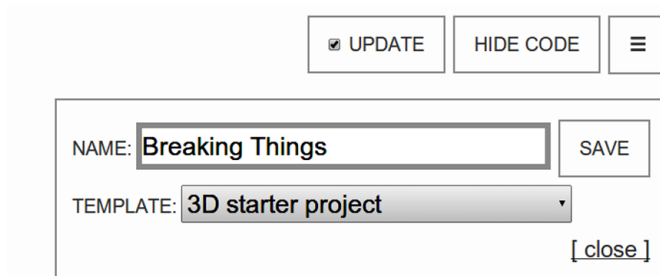 UPDATE HIDE CODE ☰
NAME: Breaking Things SAVE
TEMPLATE: 3D starter project
[ close ]